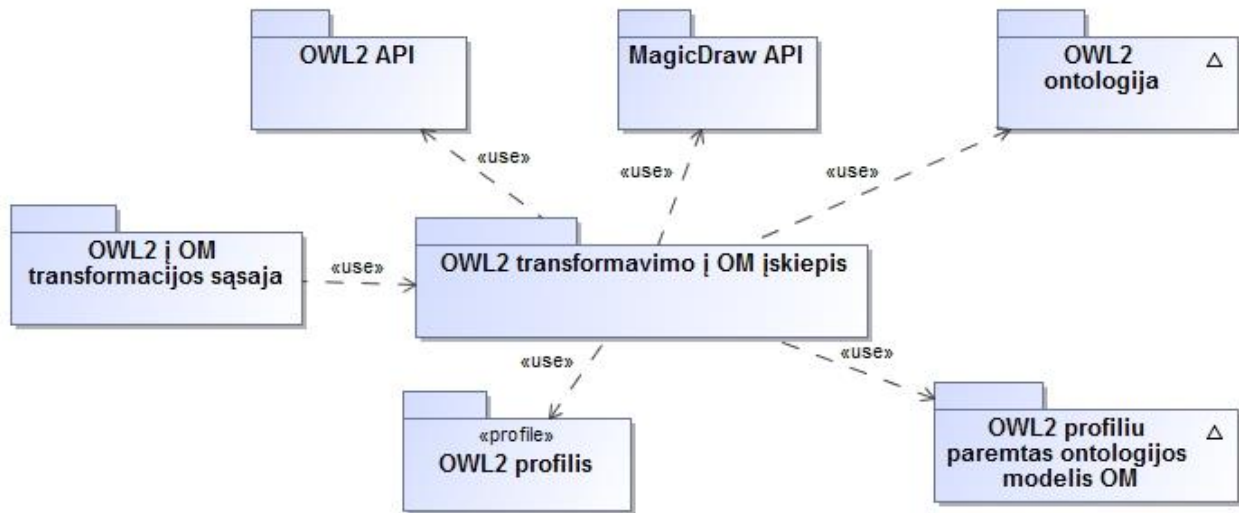 OWL2 API
MagicDraw API
OWL2
ontologija
«use»
«use»
«use»
OWL2 į OM
transformacijos sąsaja
«use»
OWL2 transformavimo į OM įskiepis
«use»
«use»
«profile»
OWL2 profilis
OWL2 profiliu
paremtas ontologijos
modelis OM